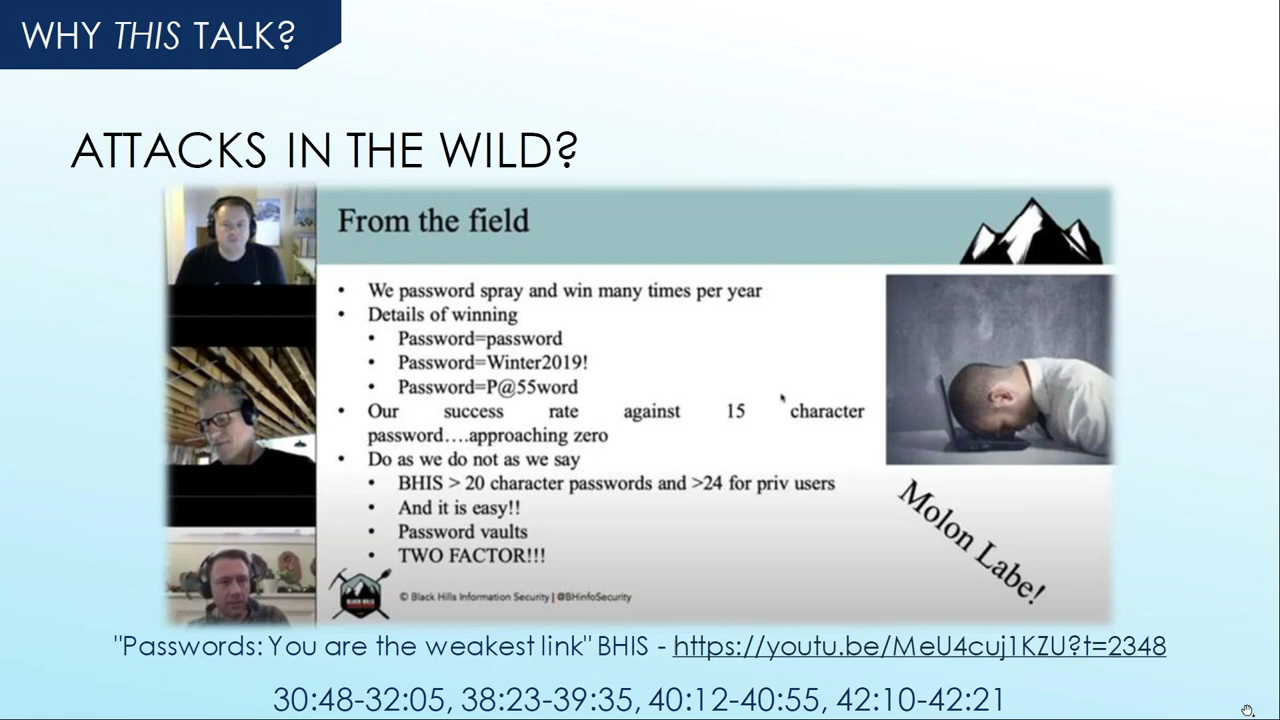 WHY THIS TALK?
ATTACKS IN THE WILD?
From the field
• We password spray and win many times per year
• Details of winning
• Password=password
• Password=Winter2019!
• Password=P@55word
• Our success rate against 15 character
password….approaching zero
• Do as we do not as we say
• BHIS > 20 character passwords and >24 for priv users
• And it is easy!!
• Password vaults
• TWO FACTOR!!!
Molon Labe!
BLACK HILLS
© Black Hills Information Security | @BHinfoSecurity
"Passwords: You are the weakest link" BHIS - https://youtu.be/MeU4cuj1KZU?t=2348
30:48-32:05, 38:23-39:35, 40:12-40:55, 42:10-42:21